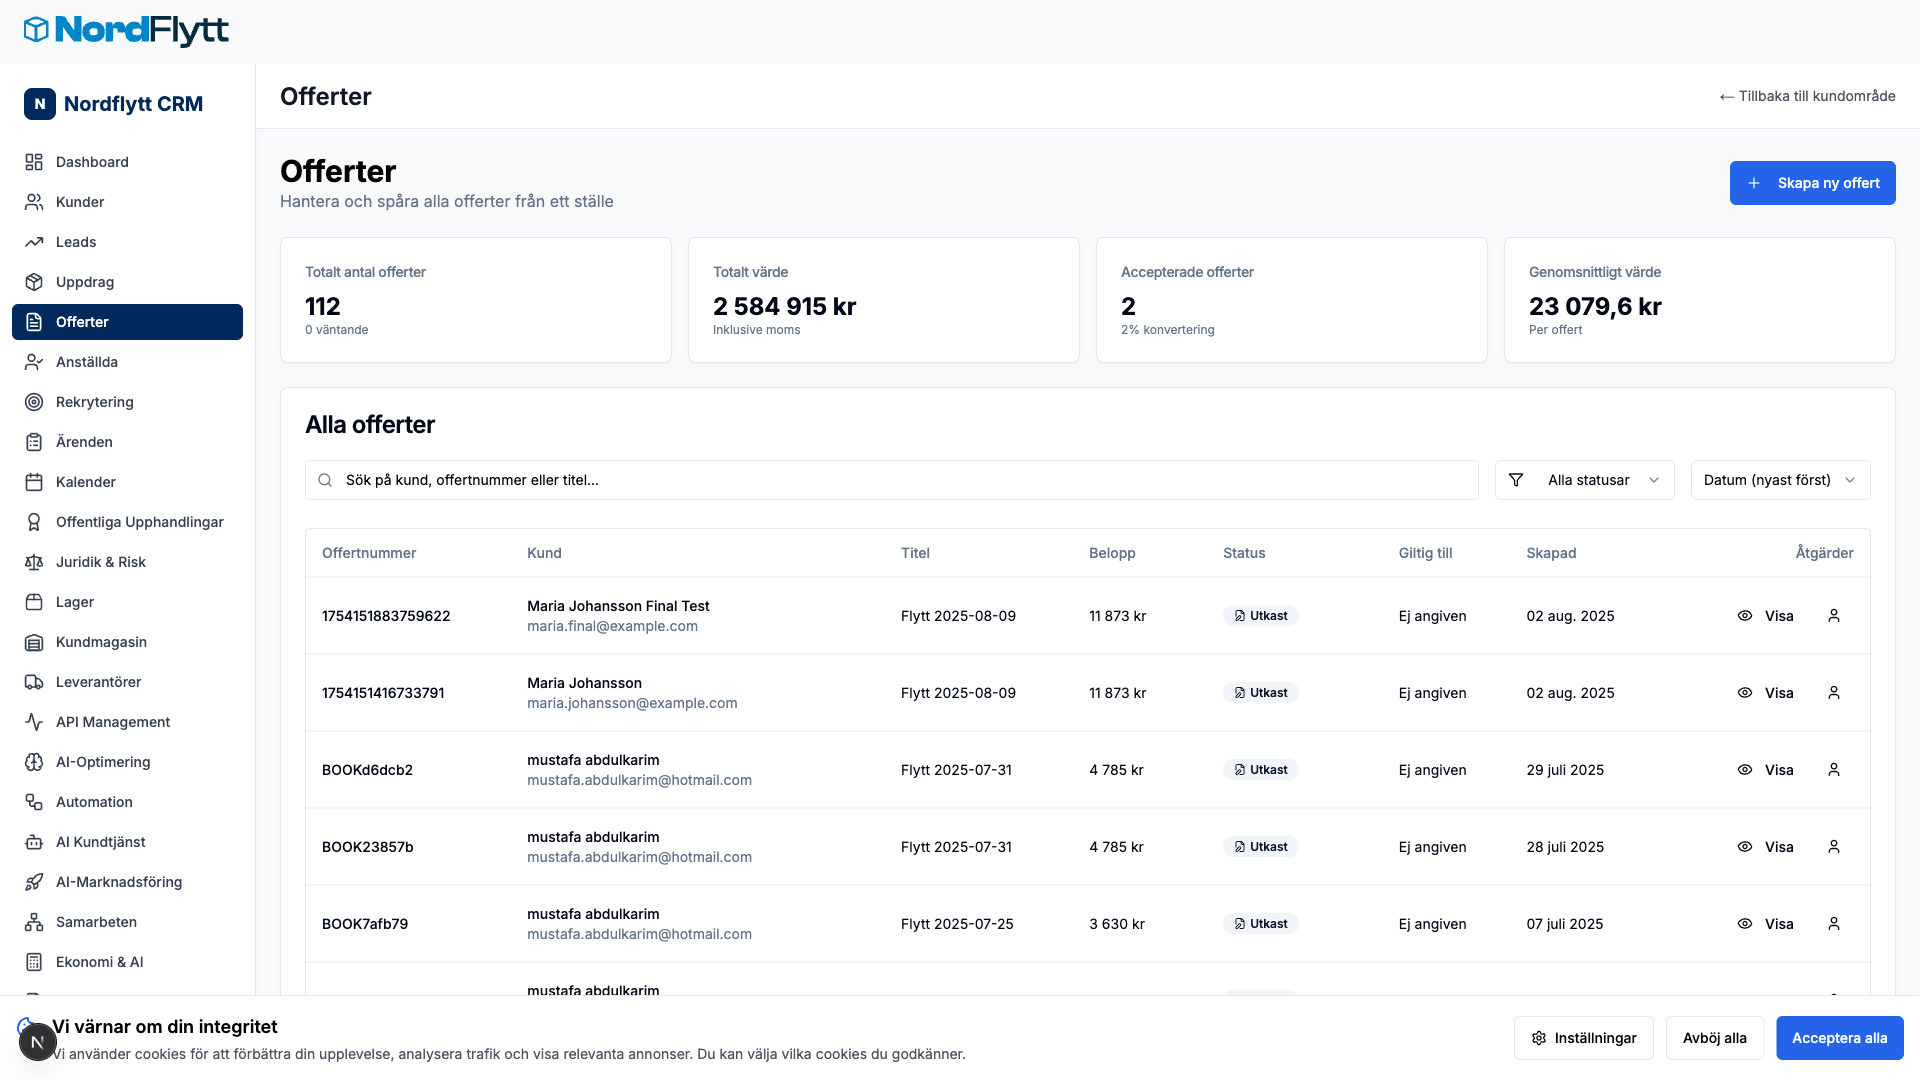 NordFlytt
N
Nordflytt CRM
Dashboard
Kunder
Leads
Uppdrag
Offerter
Anställda
Rekrytering
Ärenden
Kalender
Offentliga Upphandlingar
Juridik & Risk
Lager
Kundmagasin
Leverantörer
API Management
AI-Optimering
Automation
AI Kundtjänst
AI-Marknadsföring
Samarbeten
Ekonomi & AI
Offerter
← Tillbaka till kundområde
Offerter
Hantera och spåra alla offerter från ett ställe
Skapa ny offert
Totalt antal offerter
112
0 väntande
Totalt värde
2 584 915 kr
Inklusive moms
Accepterade offerter
2
2% konvertering
Genomsnittligt värde
23 079,6 kr
Per offert
Alla offerter
Sök på kund, offertnummer eller titel...
Alla statusar
Datum (nyast först)
Offertnummer Kund Titel Belopp Status Giltig till Skapad Åtgärder
1754151883759622 Maria Johansson Final Test Flytt 2025-08-09 11 873 kr Utkast Ej angiven 02 aug. 2025 Visa
maria.final@example.com
1754151416733791 Maria Johansson Flytt 2025-08-09 11 873 kr Utkast Ej angiven 02 aug. 2025 Visa
maria.johansson@example.com
BOOKd6dcb2 mustafa abdulkarim Flytt 2025-07-31 4 785 kr Utkast Ej angiven 29 juli 2025 Visa
mustafa.abdulkarim@hotmail.com
BOOK23857b mustafa abdulkarim Flytt 2025-07-31 4 785 kr Utkast Ej angiven 28 juli 2025 Visa
mustafa.abdulkarim@hotmail.com
BOOK7afb79 mustafa abdulkarim Flytt 2025-07-25 3 630 kr Utkast Ej angiven 07 juli 2025 Visa
mustafa.abdulkarim@hotmail.com
mustafa abdulkarim
Vi värnar om din integritet
N
Vi använder cookies för att förbättra din upplevelse, analysera trafik och visa relevanta annonser. Du kan välja vilka cookies du godkänner.
Inställningar
Avböj alla
Acceptera alla